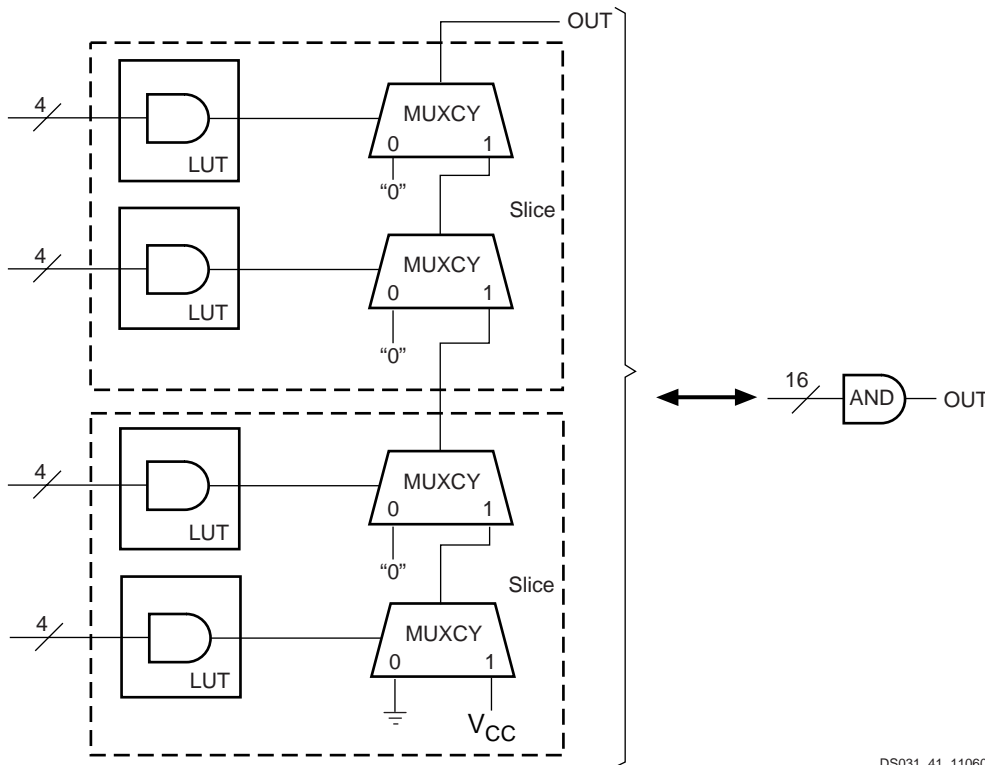 OUT
4
LUT
MUXCY
0 1
“0”
Slice
4
LUT
MUXCY
0 1
“0”
16
AND
OUT
4
LUT
MUXCY
0 1
“0”
Slice
4
LUT
MUXCY
0 1
VCC